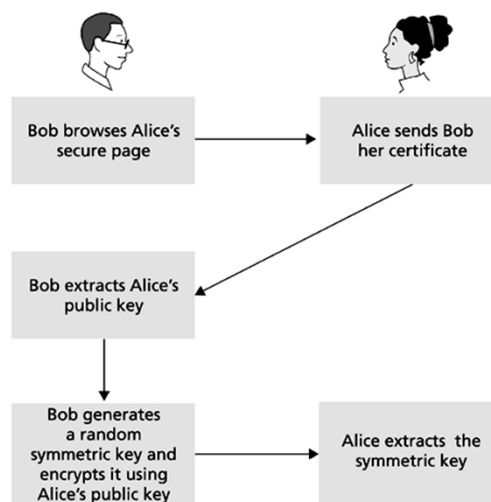 Bob browses Alice's
secure page
Alice sends Bob
her certificate
Bob extracts Alice's
public key
Bob generates
a random
symmetric key and
encrypts it using
Alice's public key
Alice extracts the
symmetric key